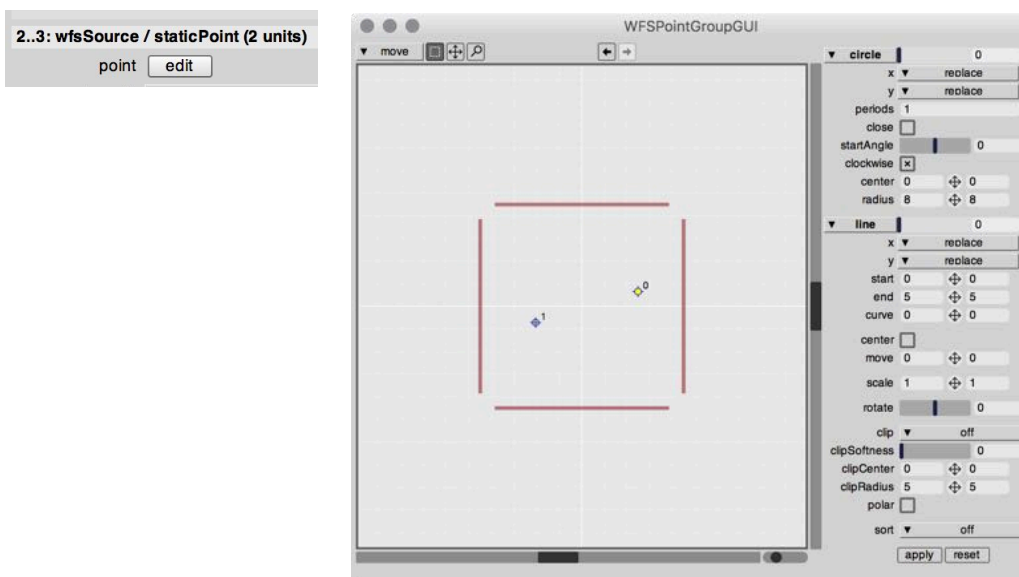 2..3: wfsSource / staticPoint (2 units)
point edit
WFSPointGroupGUI
move
0
1
circle 0
x replace
y replace
periods 1
close
startAngle 0
clockwise x
center 0 0
radius 8 8
line 0
x replace
y replace
start 0 0
end 5 5
curve 0 0
center
move 0 0
scale 1 1
rotate 0
clip off
clipSoftness 0
clipCenter 0 0
clipRadius 5 5
polar
sort off
apply reset